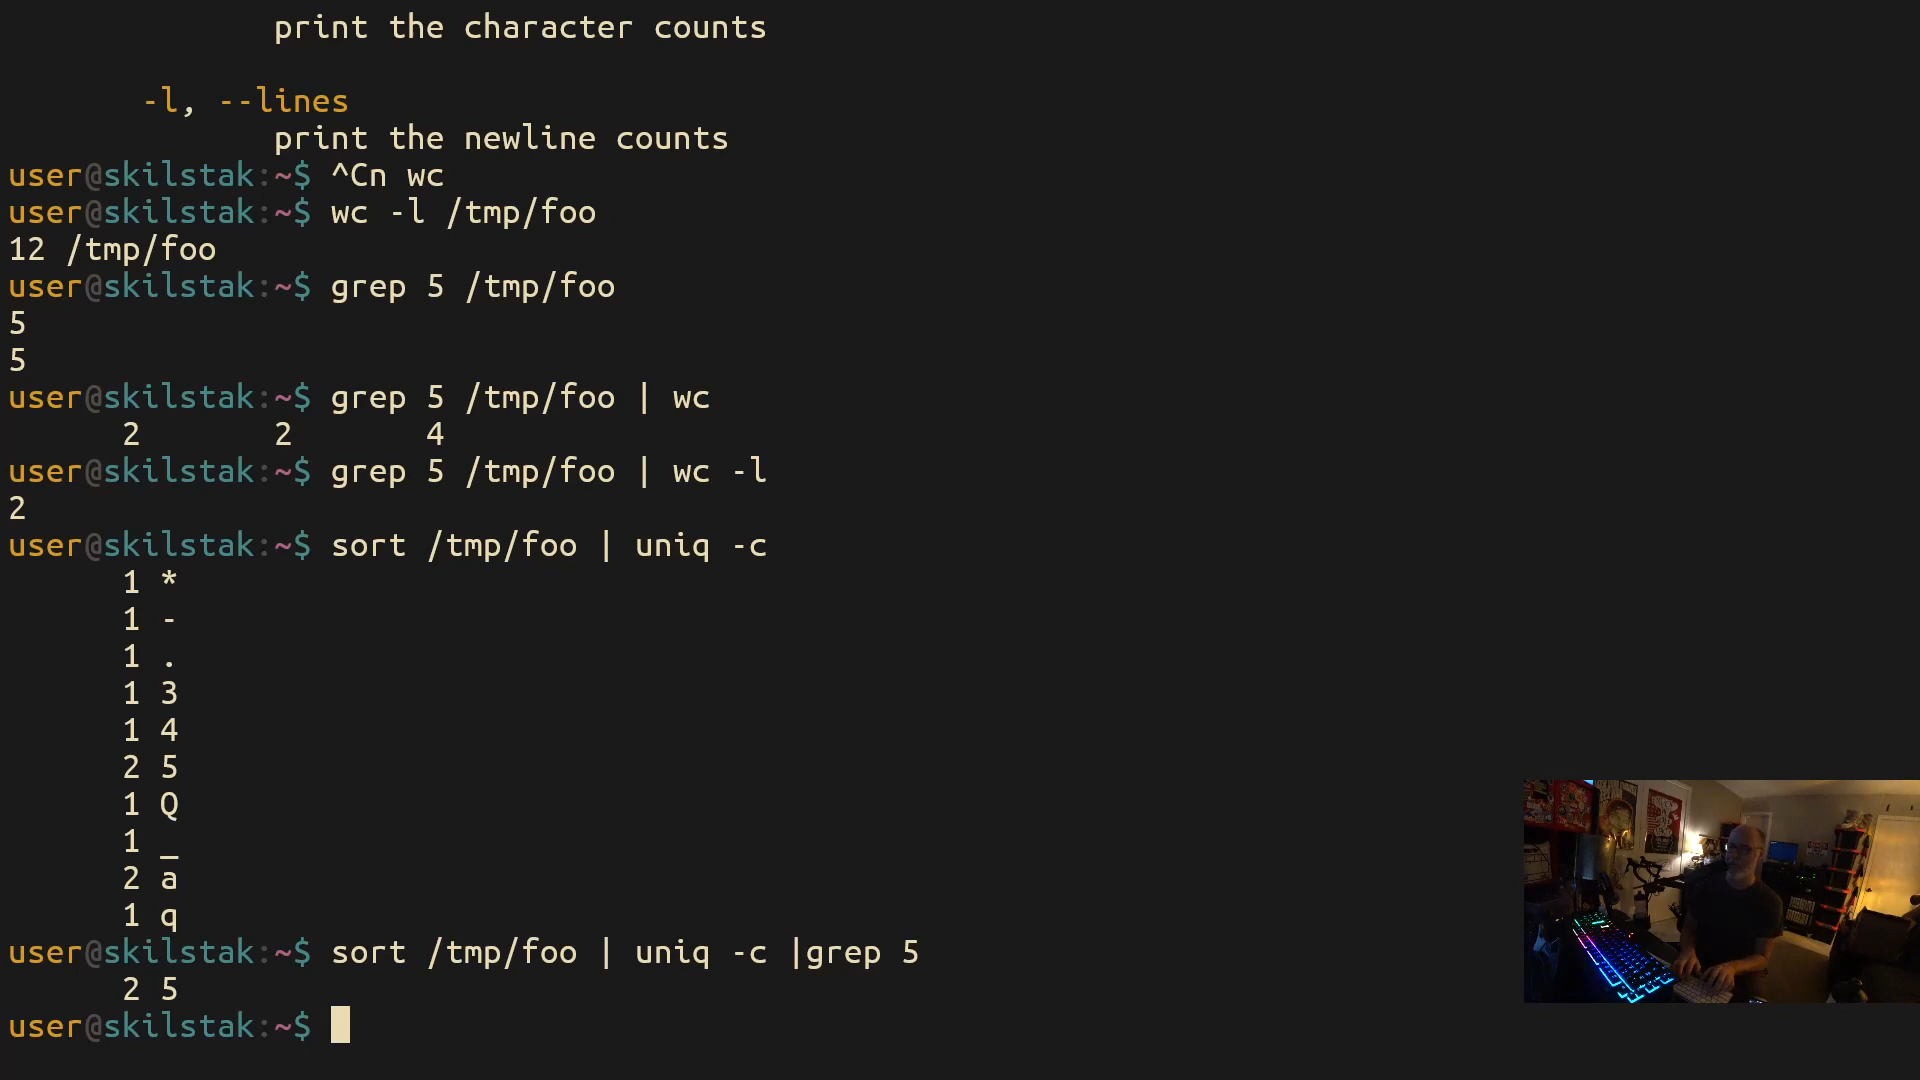 print the character counts
-l, --lines
print the newline counts
user@skilstak:~$ ^Cn wc
user@skilstak:~$ wc -l /tmp/foo
12 /tmp/foo
user@skilstak:~$ grep 5 /tmp/foo
5
5
user@skilstak:~$ grep 5 /tmp/foo | wc
2 2 4
user@skilstak:~$ grep 5 /tmp/foo | wc -l
2
user@skilstak:~$ sort /tmp/foo | uniq -c
1 *
1 -
1 .
1 3
1 4
2 5
1 Q
1 _
2 a
1 q
user@skilstak:~$ sort /tmp/foo | uniq -c |grep 5
2 5
user@skilstak:~$